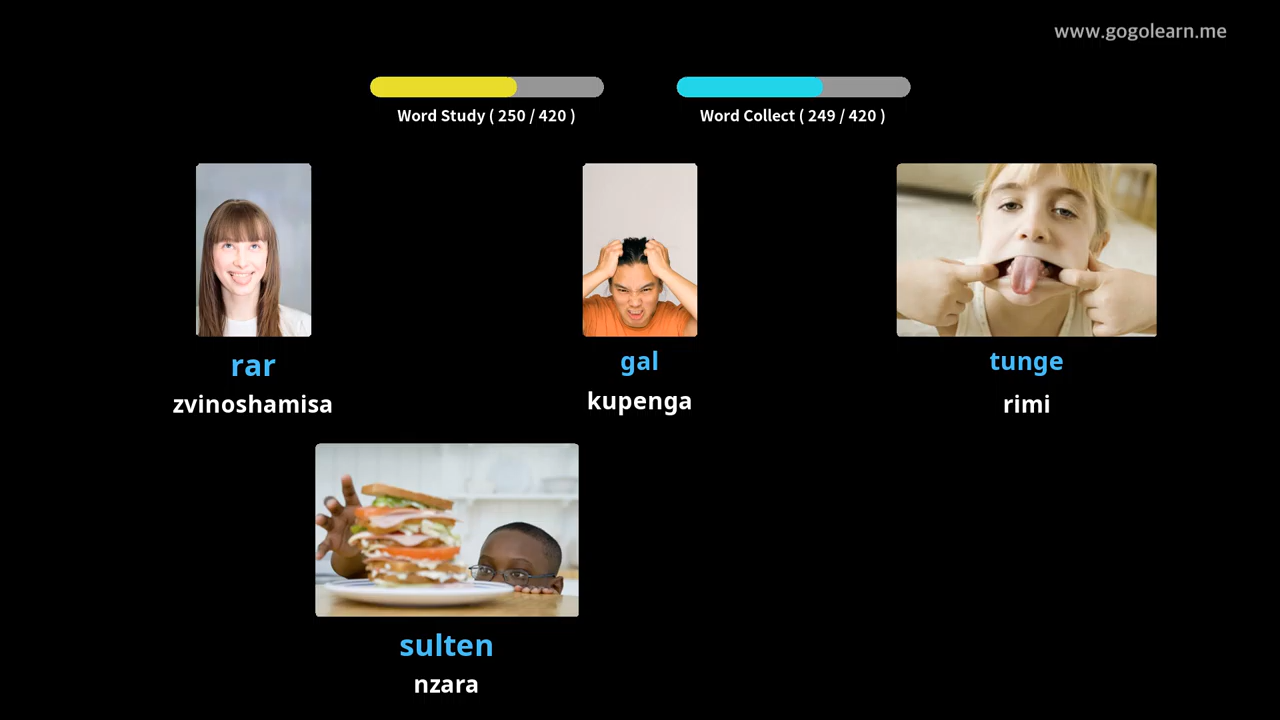 www.gogolearn.me
Word Study ( 250 / 420 )
Word Collect ( 249 / 420 )
rar
zvinoshamisa
gal
kupenga
tunge
rimi
sulten
nzara